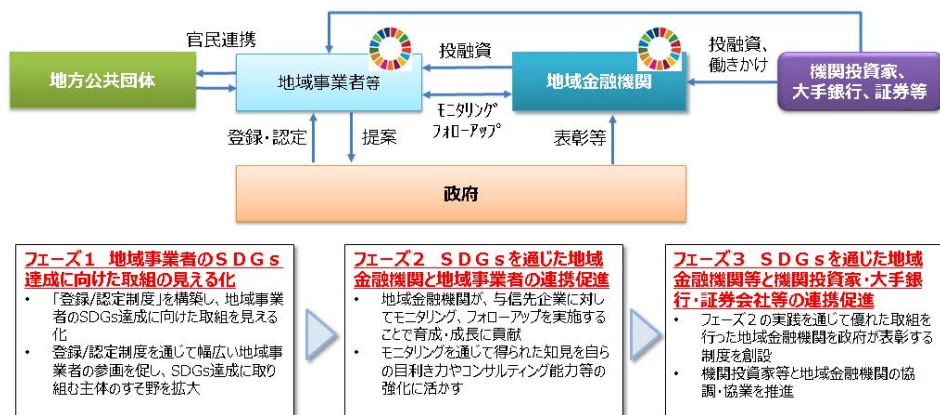 官民連携
地方公共団体
地域事業者等
投融資
地域金融機関
投融資、
働きかけ
機関投資家、
大手銀行、証券等
モニタリング
フォローアップ
登録・認定
提案
表彰等
政府
フェーズ1 地域事業者のSDGs
達成に向けた取組の見える化
• 「登録/認定制度」を構築し、地域事業
者のSDGs達成に向けた取組を見える
化
• 登録/認定制度を通じて幅広い地域事
業者の参画を促し、SDGs達成に取り
組む主体のすそ野を拡大
フェーズ2 SDGsを通じた地域
金融機関と地域事業者の連携促進
• 地域金融機関が、与信先企業に対し
てモニタリング、フォローアップを実施するこ
とで育成・成長に貢献
• モニタリングを通じて得られた知見を自ら
の目利き力やコンサルティング能力等の
強化に活かす
フェーズ3 SDGsを通じた地域
金融機関等と機関投資家・大手銀
行・証券会社等の連携促進
• フェーズ2の実践を通じて優れた取組を
行った地域金融機関を政府が表彰する
制度を創設
• 機関投資家等と地域金融機関の協
調・協業を推進